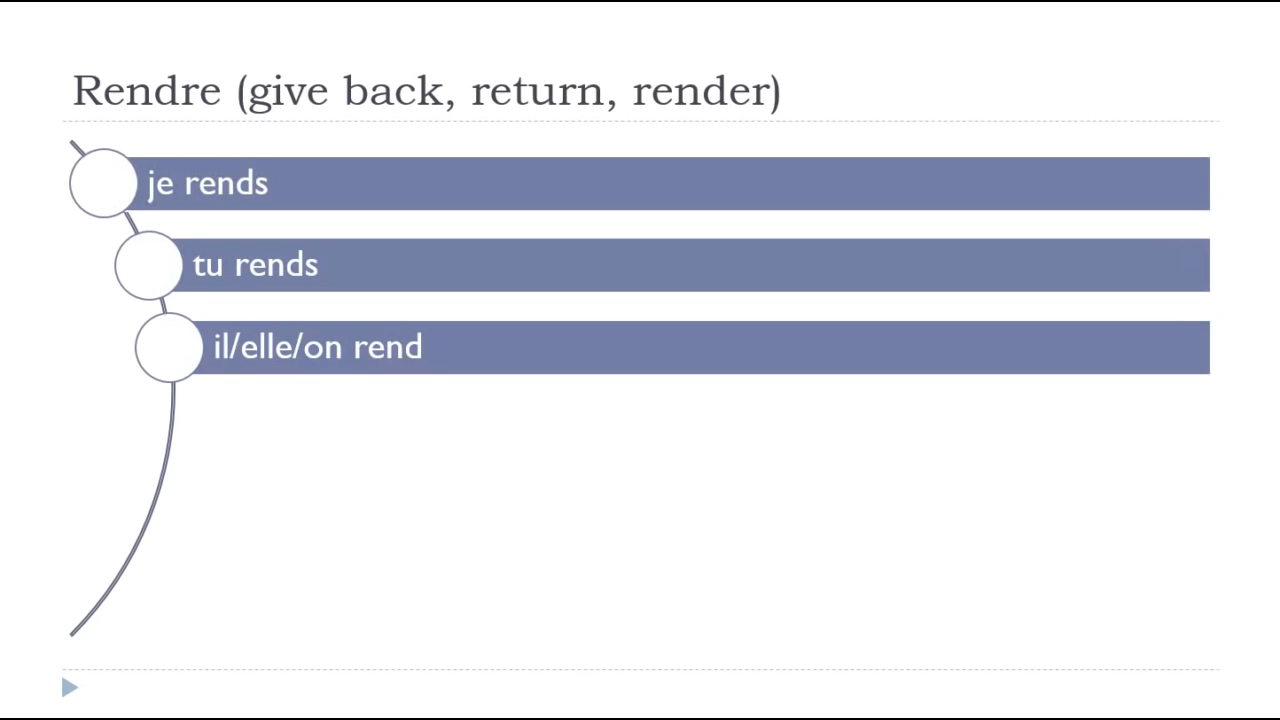 Rendre (give back, return, render)
je rends
tu rends
il/elle/on rend